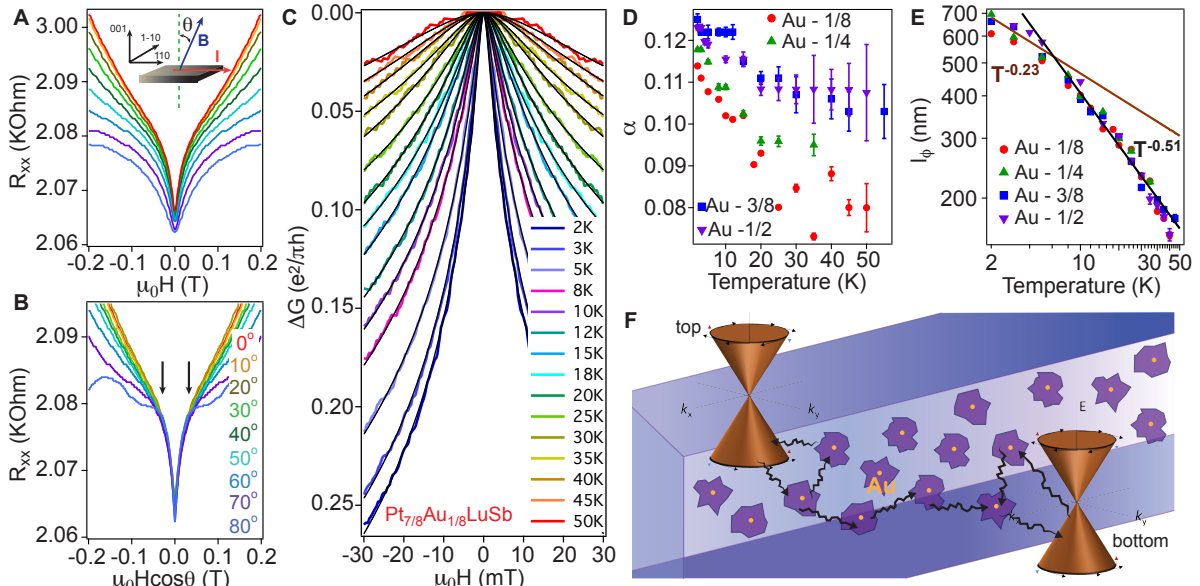 A
001
1-10
110
θ
B
I
3.02
3.00
2.09
2.08
2.07
2.06
Rxx (KOhm)
-0.2 -0.1 0.0 0.1 0.2
μ0H (T)
B
2.09
2.08
2.07
2.06
Rxx (KOhm)
0°
10°
20°
30°
40°
50°
60°
70°
80°
-0.2 -0.1 0.0 0.1 0.2
μ0Hcosθ (T)
C
0.00
0.05
0.10
0.15
0.20
0.25
ΔG (e²/πh)
2K
3K
5K
8K
10K
12K
15K
18K
20K
25K
30K
35K
40K
45K
50K
Pt7/8Au1/8LuSb
-30 -20 -10 0 10 20 30
μ0H (mT)
D
Au - 1/8
Au - 1/4
0.12
0.11
0.10
0.09
0.08
α
Au - 3/8
Au -1/2
10 20 30 40 50
Temperature (K)
E
700
600
500
400
300
200
lϕ (nm)
T-0.23
T-0.51
Au - 1/8
Au - 1/4
Au - 3/8
Au - 1/2
2 10 30 50
Temperature (K)
F
top
kx
ky
E
Au
ky
bottom